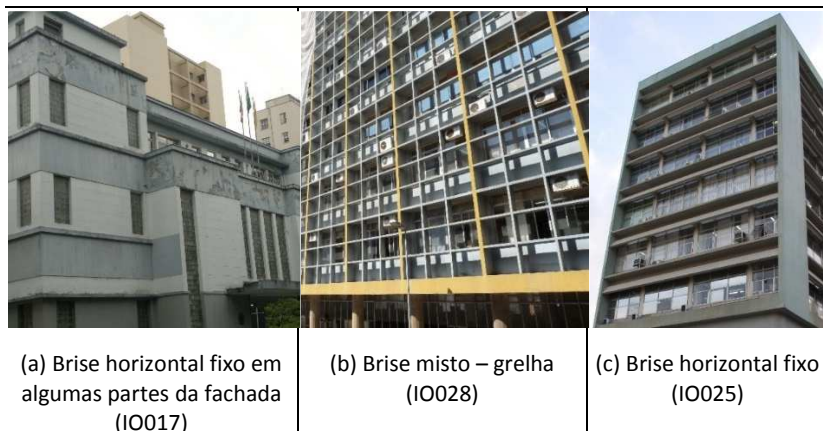 (a) Brise horizontal fixo em
algumas partes da fachada
(IO017)
(b) Brise misto – grelha
(IO028)
(c) Brise horizontal fixo
(IO025)